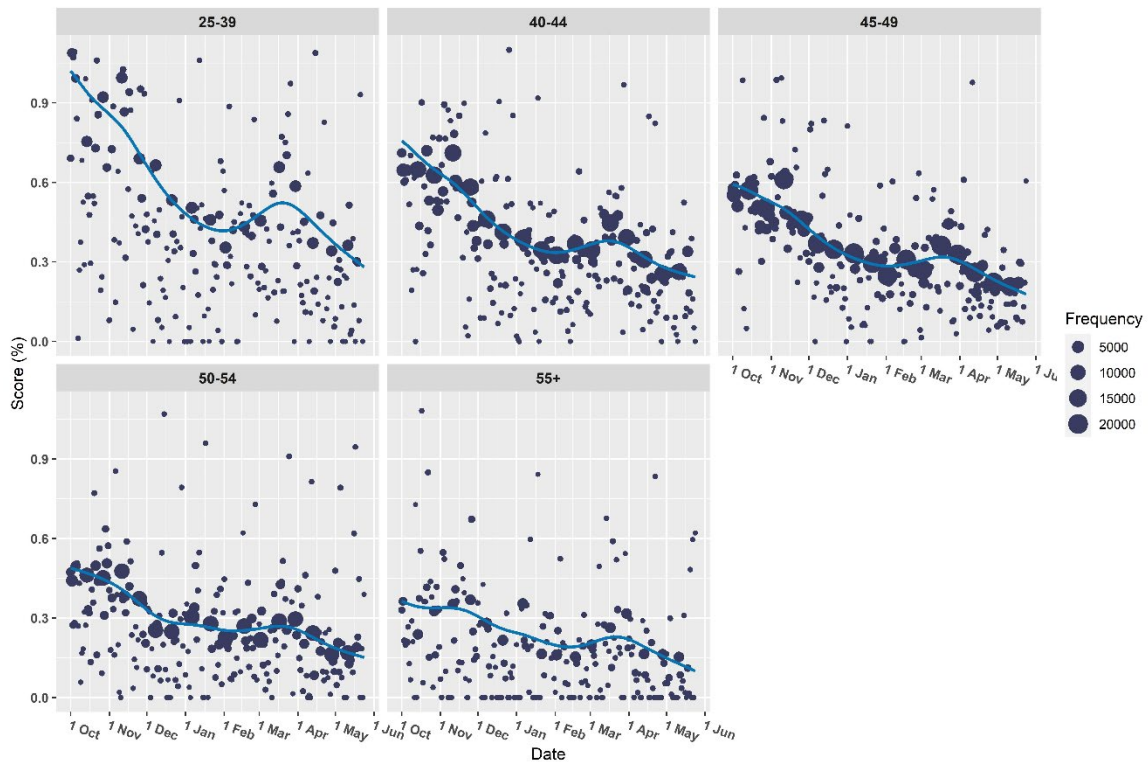 25-39
40-44
45-49
0.9
0.6
0.3
0.0
1 Oct
1 Nov
1 Dec
1 Jan
1 Feb
1 Mar
1 Apr
1 May
1 Ju
Score (%)
Frequency
5000
10000
15000
20000
50-54
55+
0.9
0.6
0.3
0.0
1 Oct
1 Nov
1 Dec
1 Jan
1 Feb
1 Mar
1 Apr
1 May
1 Jun
1 Oct
1 Nov
1 Dec
1 Jan
1 Feb
1 Mar
1 Apr
1 May
1 Jun
Date